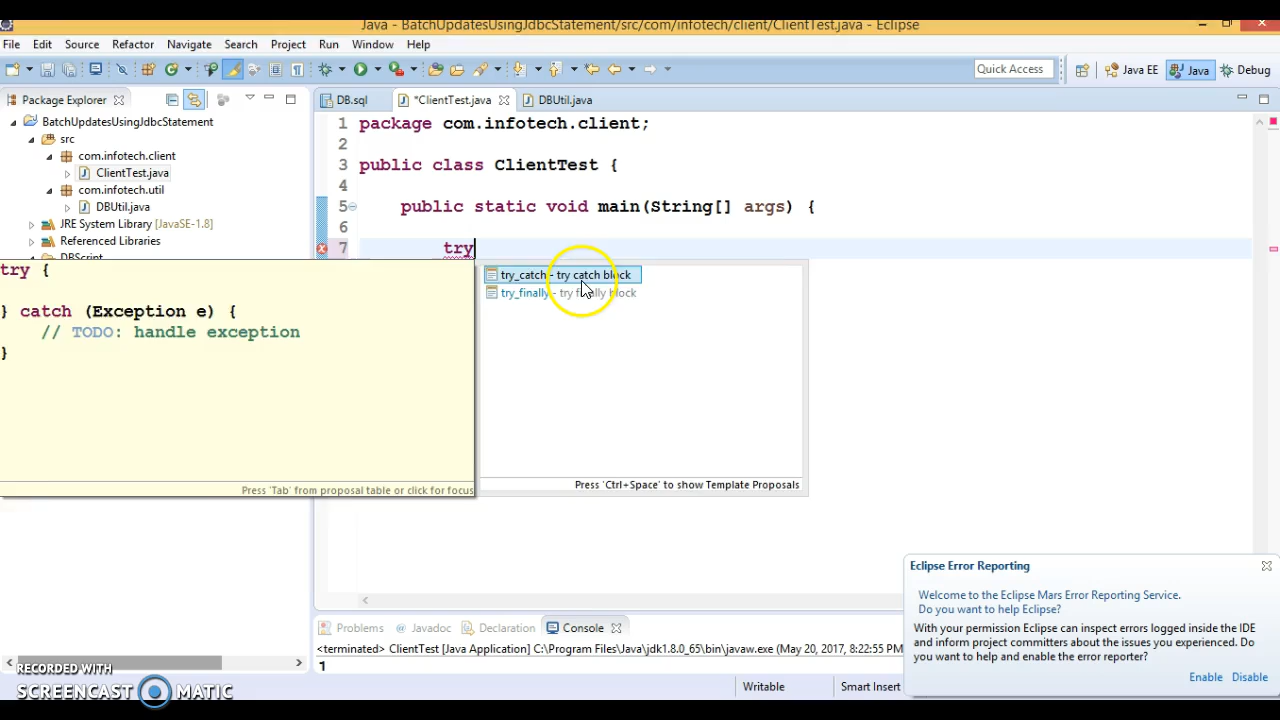 Java - BatchUpdatesUsingJdbcStatement/src/com/infotech/client/ClientTest.java - Eclipse
File Edit Source Refactor Navigate Search Project Run Window Help
Quick Access Java EE Java Debug
Package Explorer
DB.sql *ClientTest.java DBUtil.java
BatchUpdatesUsingJdbcStatement
src
com.infotech.client
ClientTest.java
com.infotech.util
DBUtil.java
JRE System Library [JavaSE-1.8]
Referenced Libraries
DBScript
1 package com.infotech.client;
2
3 public class ClientTest {
4
5 public static void main(String[] args) {
6
7 try
try {
} catch (Exception e) {
// TODO: handle exception
}
Press 'Tab' from proposal table or click for focus
try_catch - try catch block
try_finally - try finally block
Press 'Ctrl+Space' to show Template Proposals
Eclipse Error Reporting
Welcome to the Eclipse Mars Error Reporting Service.
Do you want to help Eclipse?
With your permission Eclipse can inspect errors logged inside the IDE
and inform project committers about the issues you experienced. Do
you want to help and enable the error reporter?
Enable Disable
Problems @ Javadoc Declaration Console
<terminated> ClientTest [Java Application] C:\Program Files\Java\jdk1.8.0_65\bin\javaw.exe (May 20, 2017, 8:22:55 PM
1
Writable Smart Insert
RECORDED WITH
SCREENCAST MATIC